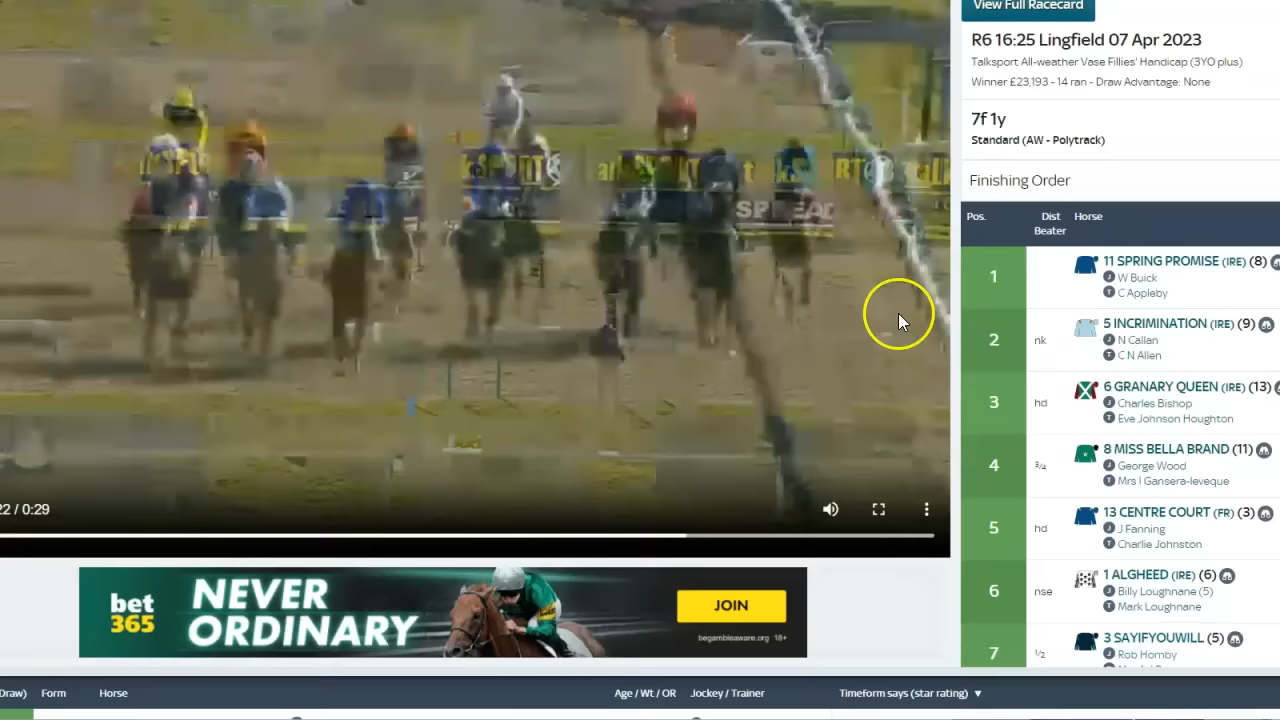 View Full Racecard
R6 16:25 Lingfield 07 Apr 2023
Talksport All-weather Vase Fillies' Handicap (3YO plus)
Winner £23,193 - 14 ran - Draw Advantage: None
7f 1y
Standard (AW - Polytrack)
Finishing Order
Pos.
Dist Beater
Horse
1
11 SPRING PROMISE (IRE) (8)
J W Buick
T C Appleby
2
nk
5 INCRIMINATION (IRE) (9)
J N Callan
T C N Allen
3
hd
6 GRANARY QUEEN (IRE) (13)
J Charles Bishop
T Eve Johnson Houghton
4
3/4
8 MISS BELLA BRAND (11)
J George Wood
T Mrs I Gansera-leveque
5
hd
13 CENTRE COURT (FR) (3)
J J Fanning
T Charlie Johnston
6
nse
1 ALGHEED (IRE) (6)
J Billy Loughnane (5)
T Mark Loughnane
7
1/2
3 SAYIFYOUWILL (5)
J Rob Hornby
SPREAD
22 / 0:29
bet
365
NEVER
ORDINARY
JOIN
begambleaware.org 18+
Draw)
Form
Horse
Age / Wt / OR
Jockey / Trainer
Timeform says (star rating) ▼